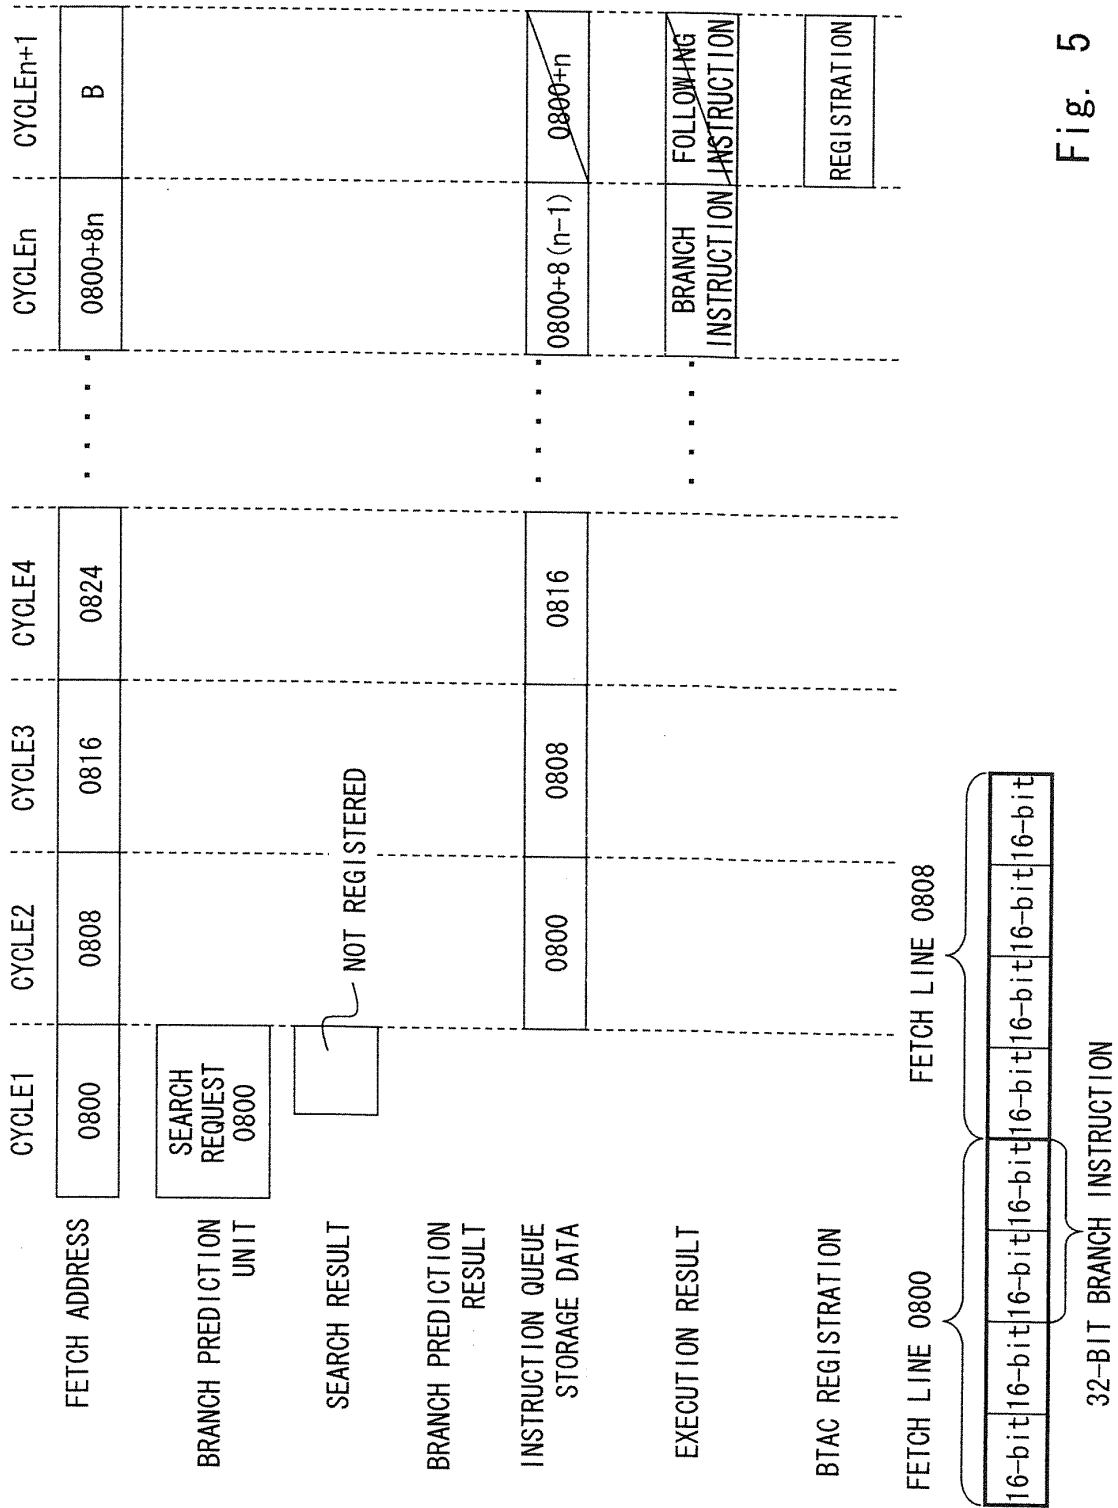 CYCLE1 CYCLE2 CYCLE3 CYCLE4 CYCLEn CYCLEn+1
FETCH ADDRESS 0800 0808 0816 0824 ····· 0800+8n B
BRANCH PREDICTION
UNIT
SEARCH
REQUEST
0800
SEARCH RESULT
NOT REGISTERED
BRANCH PREDICTION
RESULT
INSTRUCTION QUEUE
STORAGE DATA
0800 0808 0816 ····· 0800+8(n-1) 0800+n
EXECUTION RESULT
·····
BRANCH
INSTRUCTION
FOLLOWING
INSTRUCTION
BTAC REGISTRATION
REGISTRATION
FETCH LINE 0800 FETCH LINE 0808
16-bit 16-bit 16-bit 16-bit 16-bit 16-bit 16-bit 16-bit
32-BIT BRANCH INSTRUCTION
Fig. 5